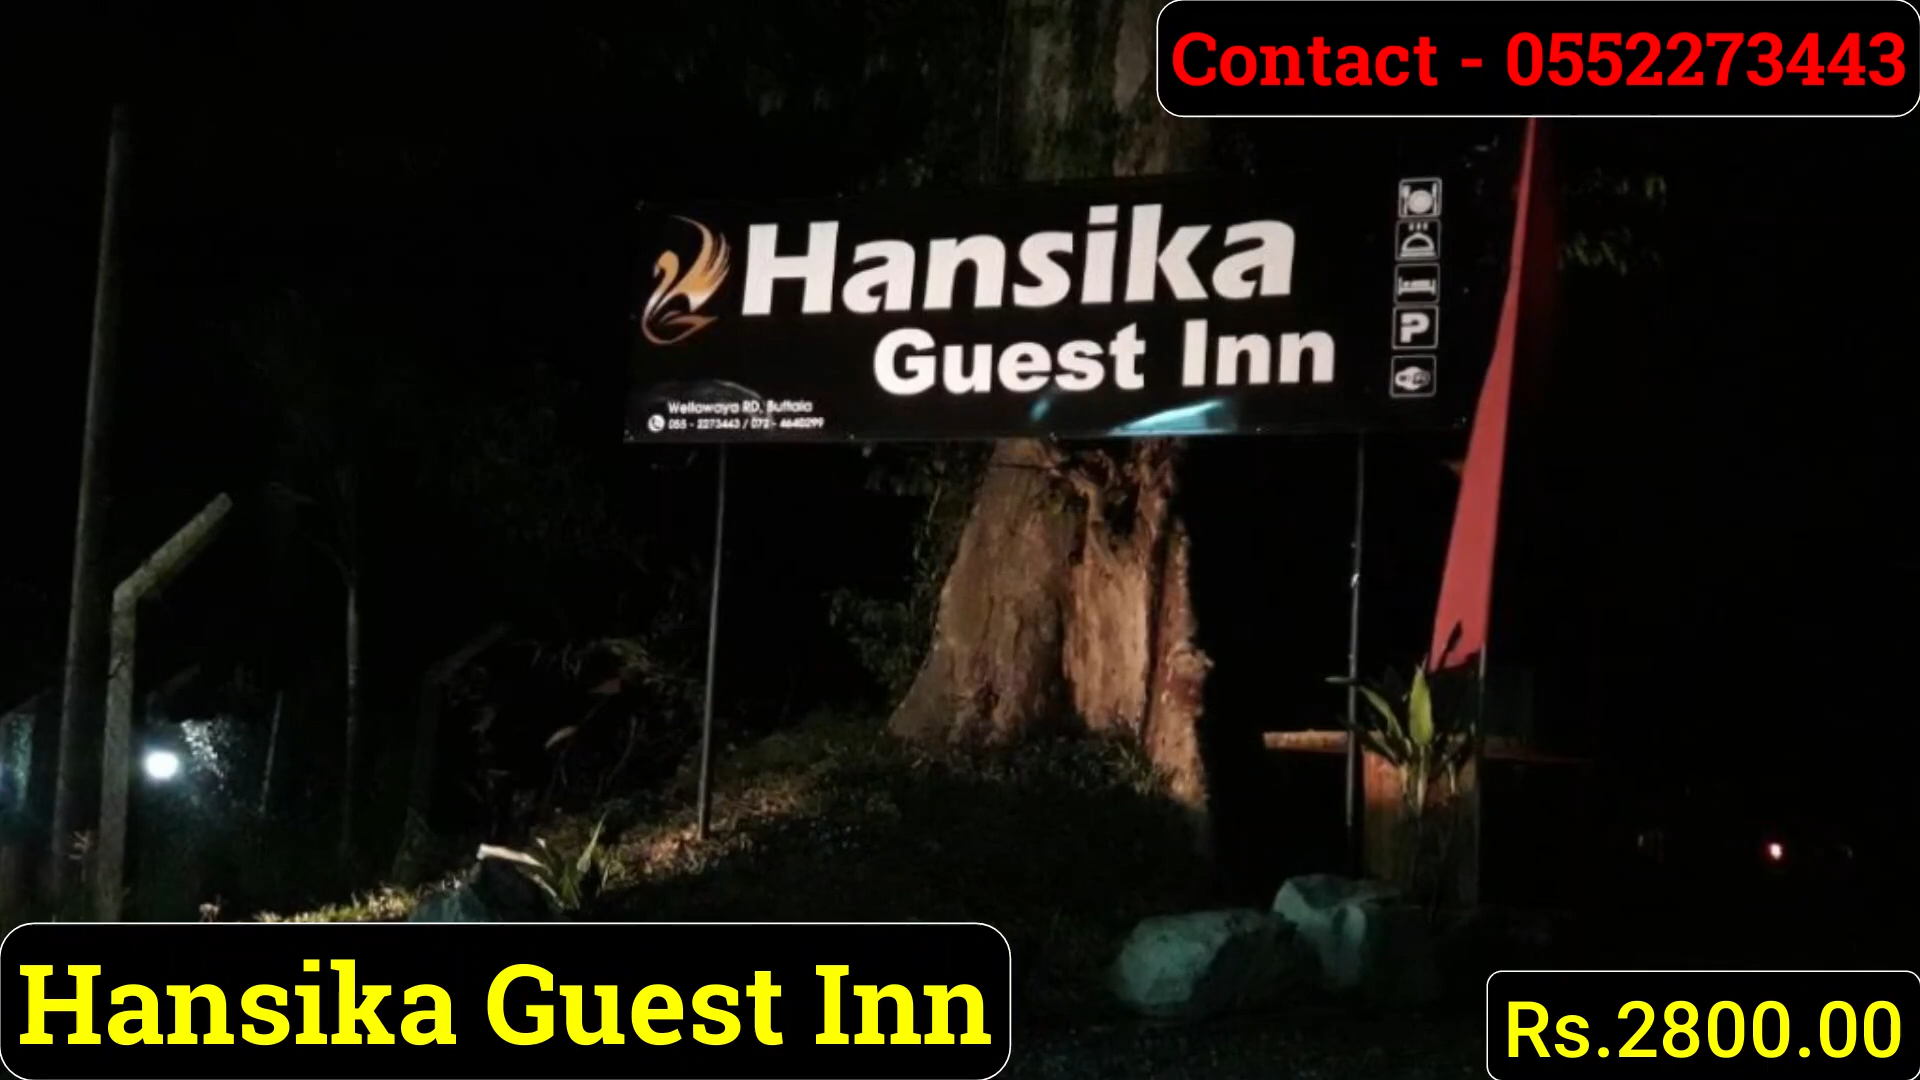 Contact - 0552273443
Hansika
Guest Inn
P
Wellawaya RD, Buttala
055 - 2273443 / 072 - 4640299
Hansika Guest Inn
Rs.2800.00